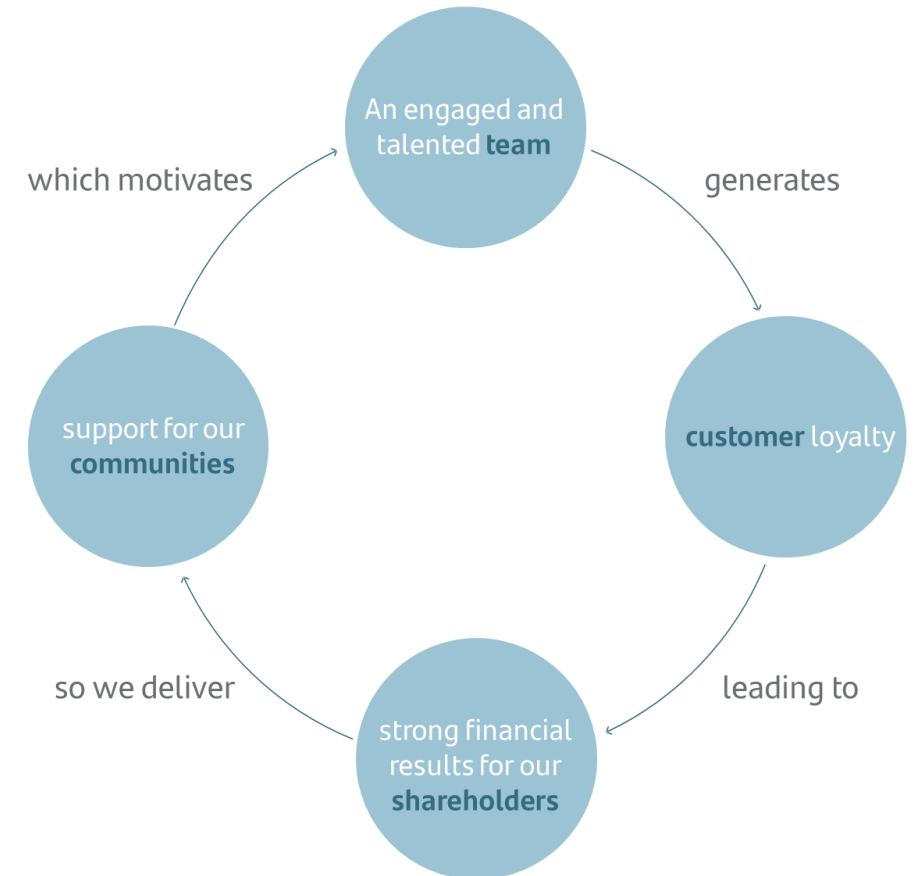 An engaged and
talented team
generates
customer loyalty
leading to
strong financial
results for our
shareholders
so we deliver
support for our
communities
which motivates